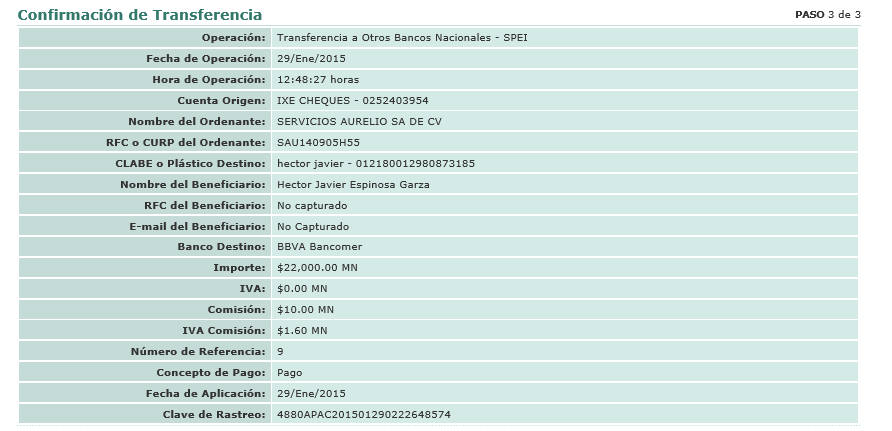 Confirmación de Transferencia PASO 3 de 3
Operación: Transferencia a Otros Bancos Nacionales - SPEI
Fecha de Operación: 29/Ene/2015
Hora de Operación: 12:48:27 horas
Cuenta Origen: IXE CHEQUES - 0252403954
Nombre del Ordenante: SERVICIOS AURELIO SA DE CV
RFC o CURP del Ordenante: SAU140905H55
CLABE o Plástico Destino: hector javier - 012180012980873185
Nombre del Beneficiario: Hector Javier Espinosa Garza
RFC del Beneficiario: No capturado
E-mail del Beneficiario: No Capturado
Banco Destino: BBVA Bancomer
Importe: $22,000.00 MN
IVA: $0.00 MN
Comisión: $10.00 MN
IVA Comisión: $1.60 MN
Número de Referencia: 9
Concepto de Pago: Pago
Fecha de Aplicación: 29/Ene/2015
Clave de Rastreo: 4880APAC201501290222648574